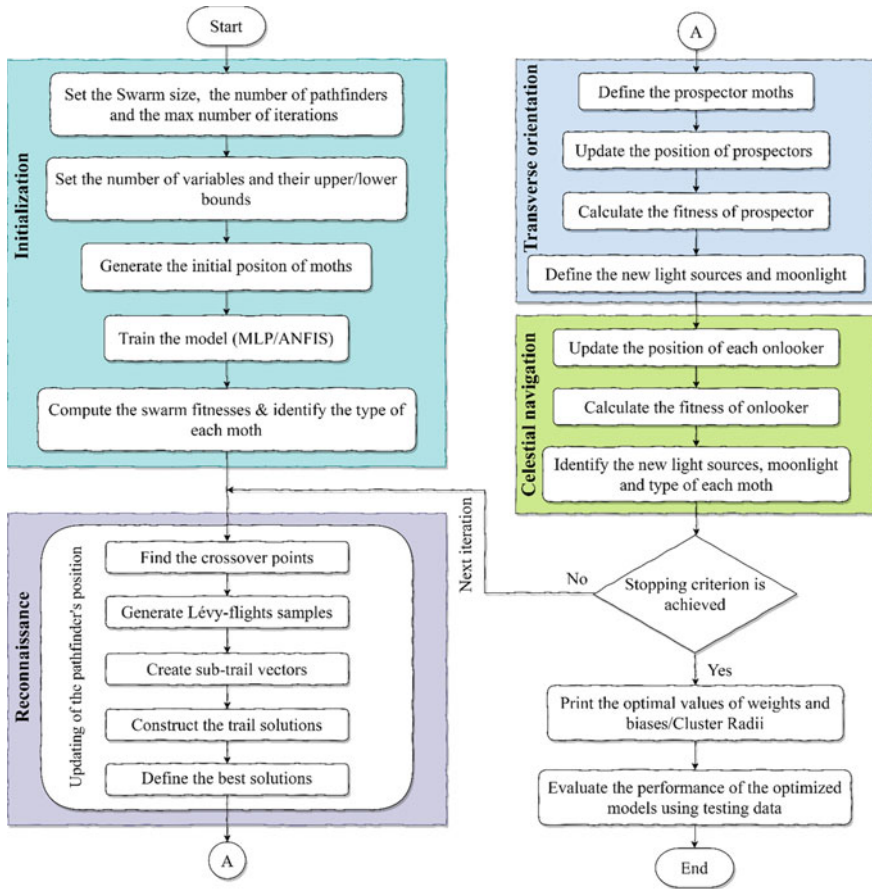 Start
Initialization
Set the Swarm size, the number of pathfinders
and the max number of iterations
Set the number of variables and their upper/lower
bounds
Generate the initial positon of moths
Train the model (MLP/ANFIS)
Compute the swarm fitnesses & identify the type of
each moth
Reconnaissance
Updating of the pathfinder's position
Find the crossover points
Generate Lévy-flights samples
Create sub-trail vectors
Construct the trail solutions
Define the best solutions
A
A
Transverse orientation
Define the prospector moths
Update the position of prospectors
Calculate the fitness of prospector
Define the new light sources and moonlight
Celestial navigation
Update the position of each onlooker
Calculate the fitness of onlooker
Identify the new light sources, moonlight
and type of each moth
Stopping criterion is
achieved
No
Next iteration
Yes
Print the optimal values of weights and
biases/Cluster Radii
Evaluate the performance of the optimized
models using testing data
End